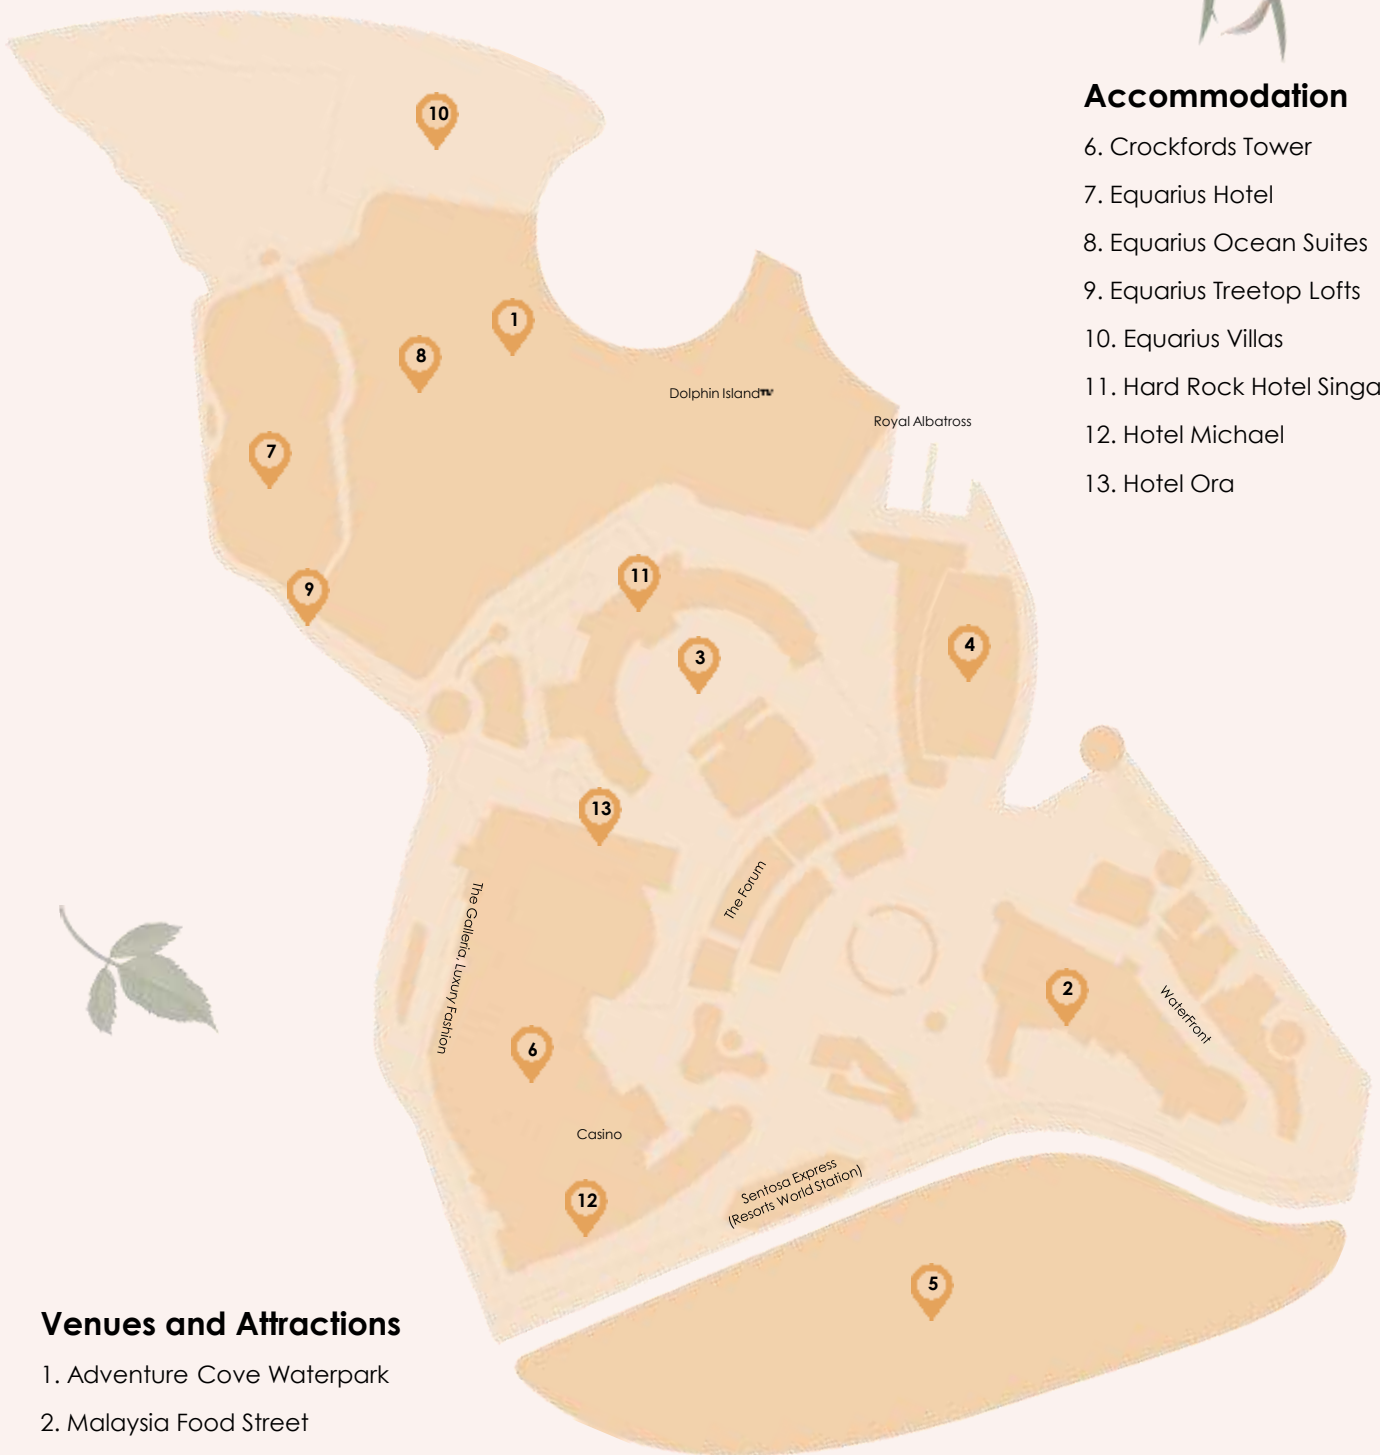 Accommodation
6. Crockfords Tower
7. Equarius Hotel
8. Equarius Ocean Suites
9. Equarius Treetop Lofts
10. Equarius Villas
11. Hard Rock Hotel Singa
12. Hotel Michael
13. Hotel Ora
10
1
8
Dolphin Island™
Royal Albatross
7
11
9
4
3
13
The Forum
The Galleria, Luxury Fashion
2
WaterFront
6
Casino
Sentosa Express
(Resorts World Station)
12
5
Venues and Attractions
1. Adventure Cove Waterpark
2. Malaysia Food Street